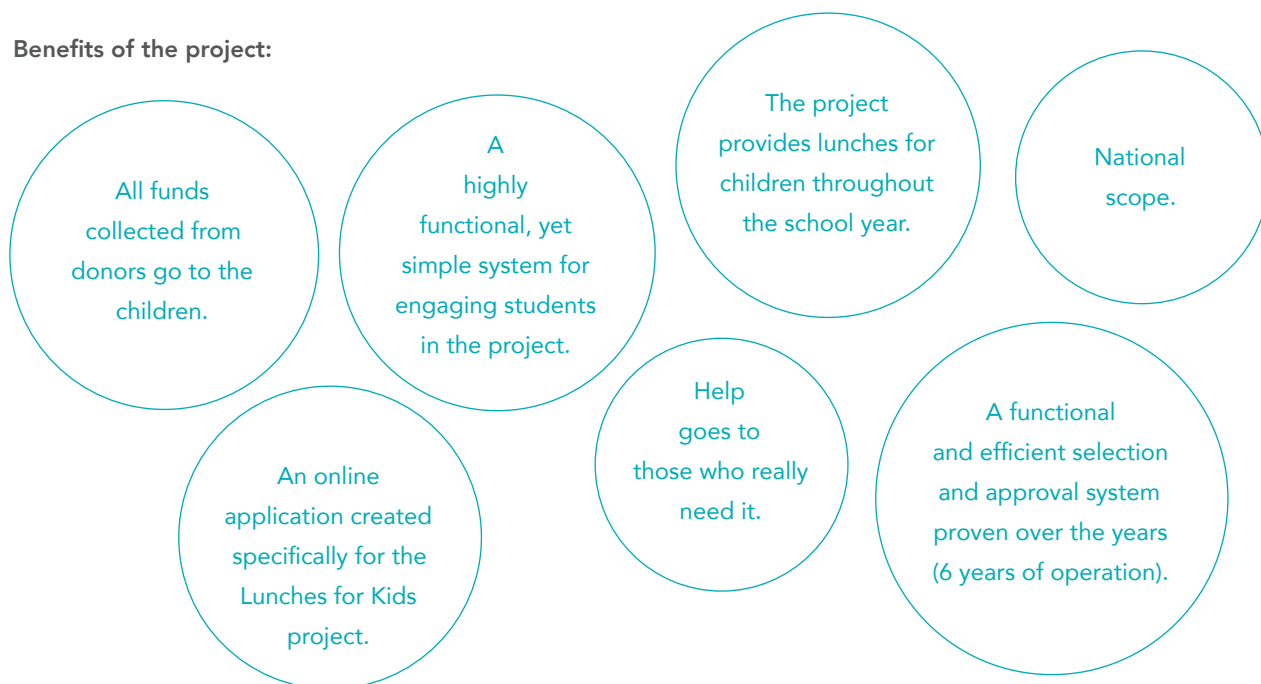 Benefits of the project:
All funds
collected from
donors go to the
children.
A
highly
functional, yet
simple system for
engaging students
in the project.
The project
provides lunches for
children throughout
the school year.
National
scope.
An online
application created
specifically for the
Lunches for Kids
project.
Help
goes to
those who really
need it.
A functional
and efficient selection
and approval system
proven over the years
(6 years of operation).